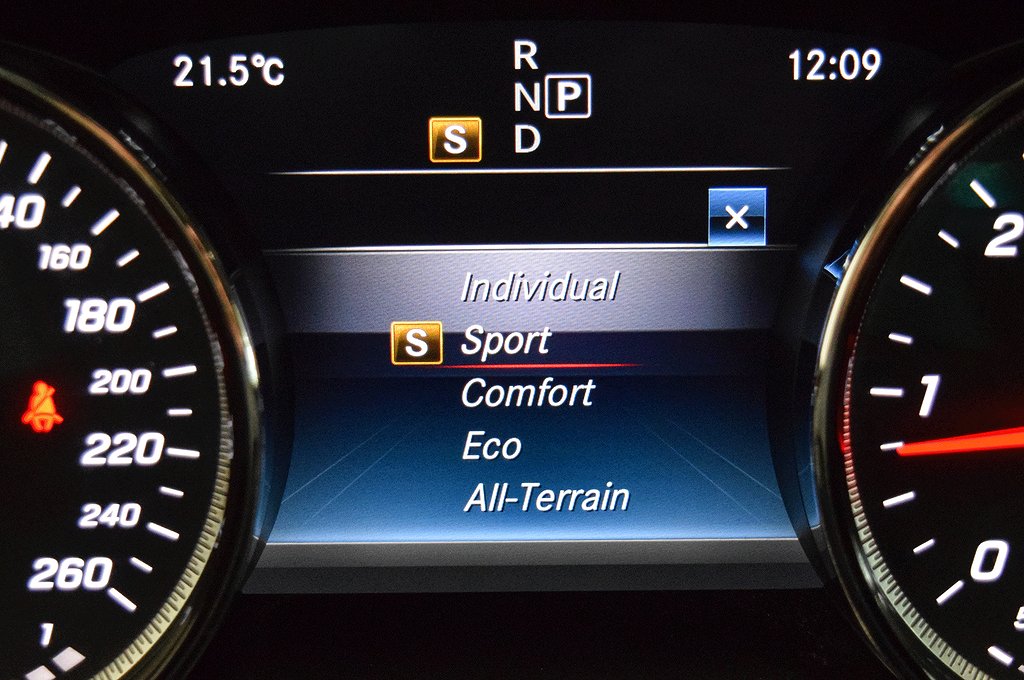 21.5°C
12:09
R
N P
S D
×
Individual
S Sport
Comfort
Eco
All-Terrain
160
180
200
220
240
260
1
2
1
0